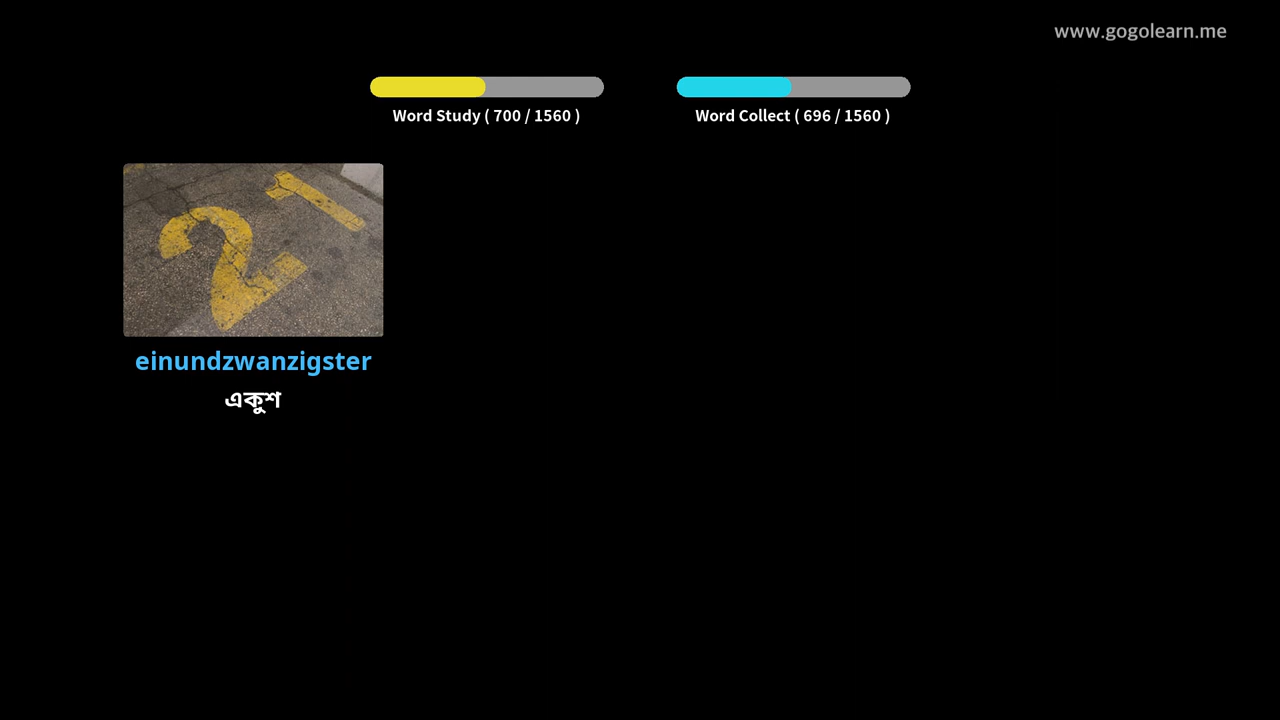 www.gogolearn.me
Word Study ( 700 / 1560 )
Word Collect ( 696 / 1560 )
21
einundzwanzigster
একুশ